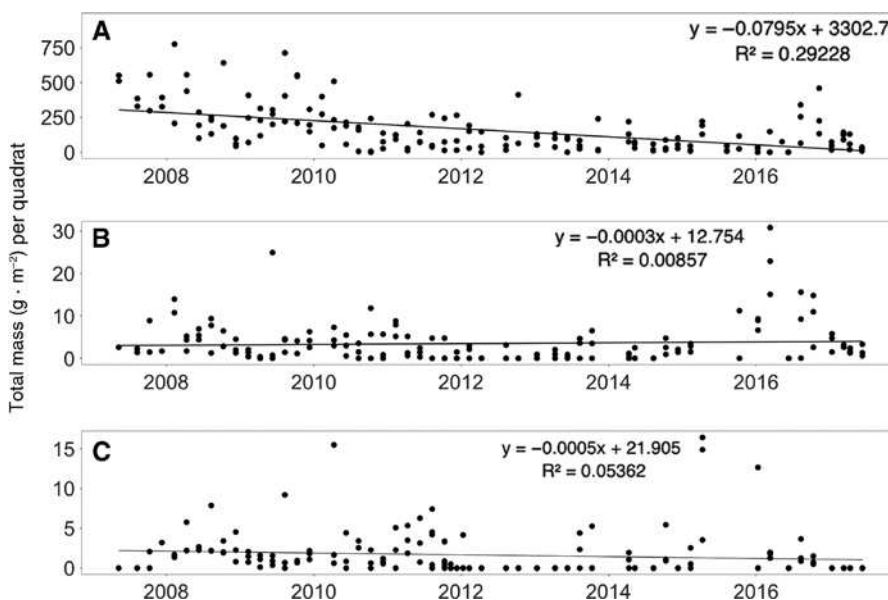 Total mass (g · m⁻²) per quadrat
A
y = −0.0795x + 3302.7
R² = 0.29228
750
500
250
0
2008 2010 2012 2014 2016
B
y = −0.0003x + 12.754
R² = 0.00857
30
20
10
0
2008 2010 2012 2014 2016
C
y = −0.0005x + 21.905
R² = 0.05362
15
10
5
0
2008 2010 2012 2014 2016